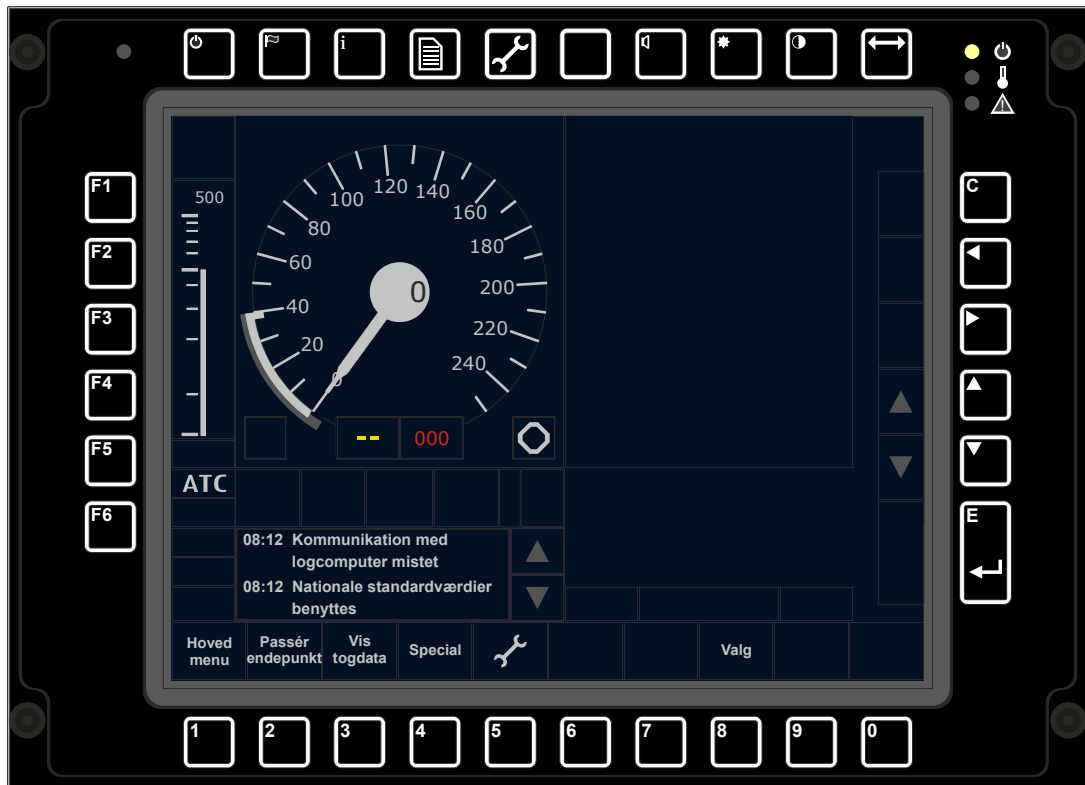 i
F1
F2
F3
F4
F5
F6
C
E
500
0
20
40
60
80
100
120
140
160
180
200
220
240
0
--
000
ATC
08:12 Kommunikation med
logcomputer mistet
08:12 Nationale standardværdier
benyttes
Hoved
menu
Passér
endepunkt
Vis
togdata
Special
Valg
1
2
3
4
5
6
7
8
9
0